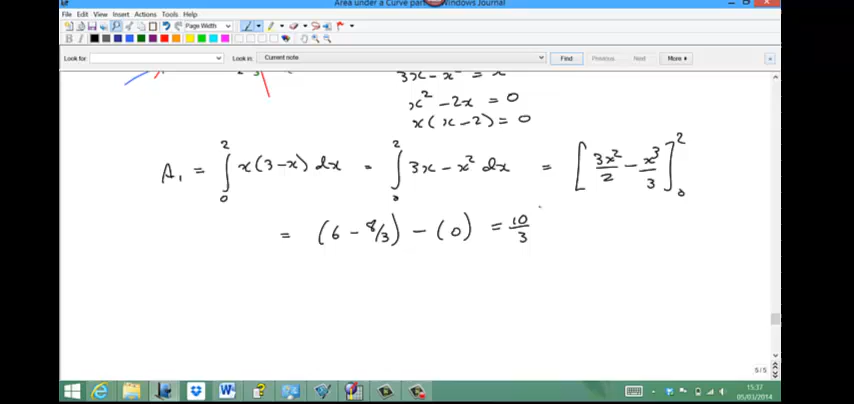 Area under a Curve part - Windows Journal
File Edit View Insert Actions Tools Help
Page Width
B I
Look for: Look in: Current note Find Previous Next More
3x - x² = x
x² - 2x = 0
x(x - 2) = 0
A₁ = ∫₀² x(3-x) dx = ∫₀² 3x - x² dx = [3x²/2 - x³/3]₀²
= (6 - 8/3) - (0) = 10/3
5/5
15:37
05/03/2014